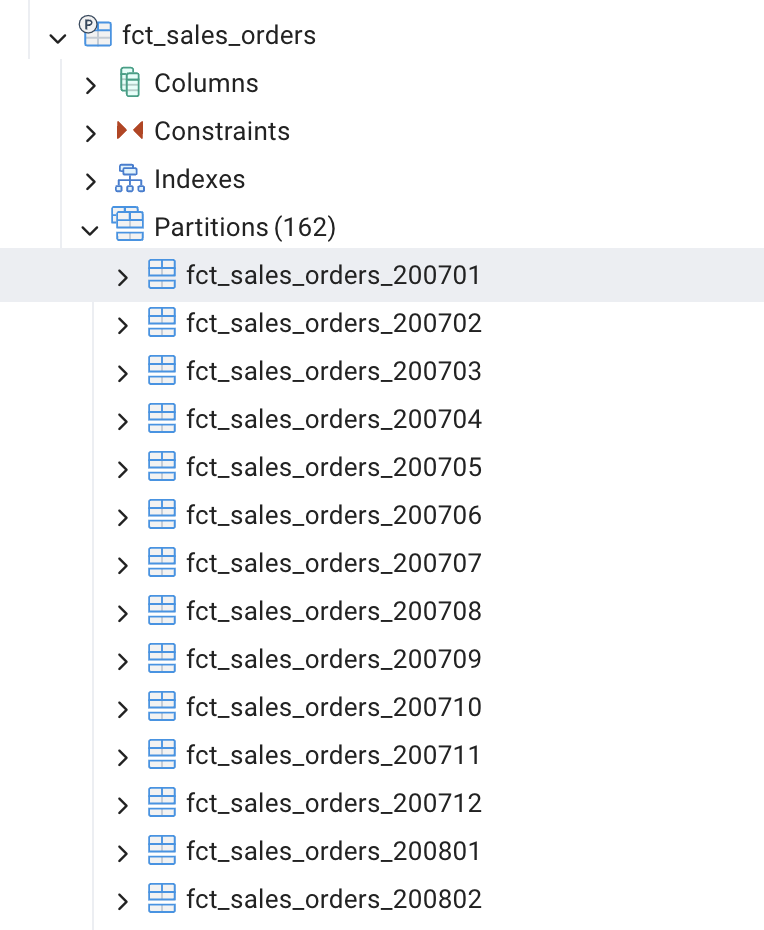 fct_sales_orders
Columns
Constraints
Indexes
Partitions (162)
fct_sales_orders_200701
fct_sales_orders_200702
fct_sales_orders_200703
fct_sales_orders_200704
fct_sales_orders_200705
fct_sales_orders_200706
fct_sales_orders_200707
fct_sales_orders_200708
fct_sales_orders_200709
fct_sales_orders_200710
fct_sales_orders_200711
fct_sales_orders_200712
fct_sales_orders_200801
fct_sales_orders_200802